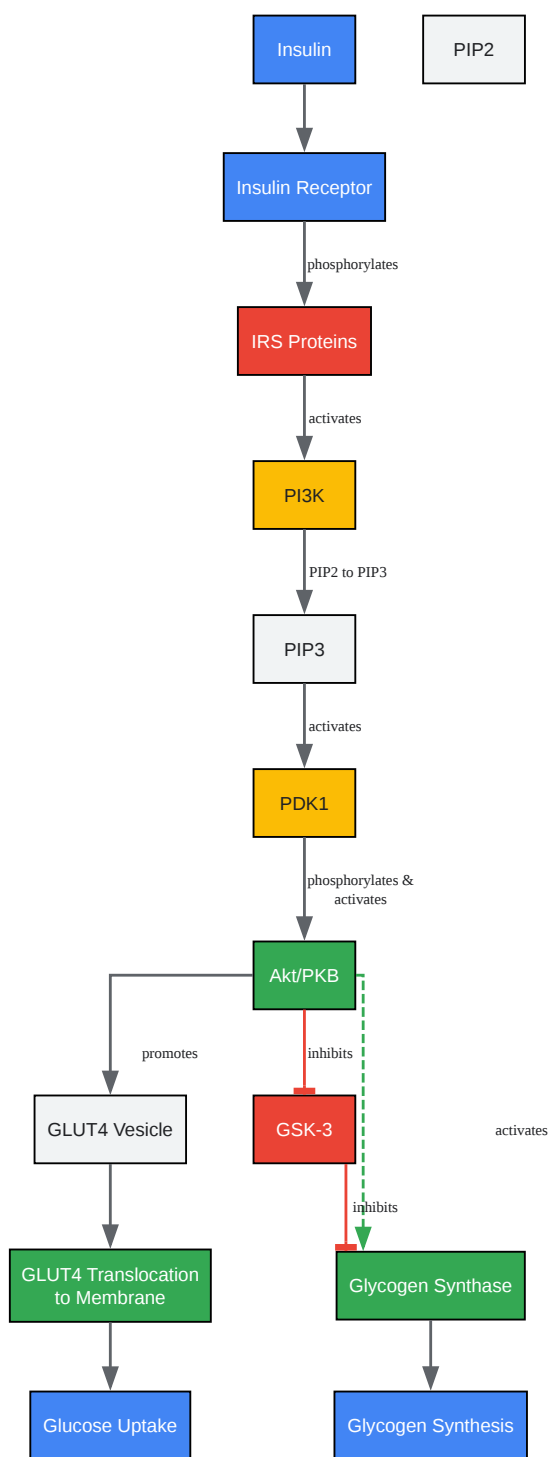 Insulin
PIP2
Insulin Receptor
phosphorylates
IRS Proteins
activates
PI3K
PIP2 to PIP3
PIP3
activates
PDK1
phosphorylates &
activates
Akt/PKB
promotes
inhibits
GLUT4 Vesicle
GSK-3
activates
inhibits
GLUT4 Translocation
to Membrane
Glycogen Synthase
Glucose Uptake
Glycogen Synthesis